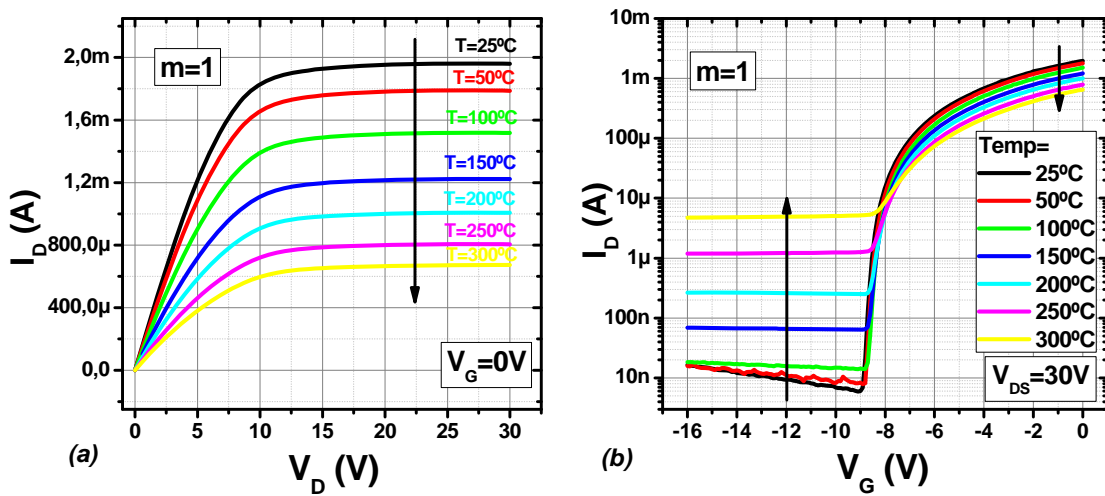 m=1
T=25ºC
T=50ºC
T=100ºC
T=150ºC
T=200ºC
T=250ºC
T=300ºC
V_G=0V
2,0m
1,6m
1,2m
800,0µ
400,0µ
0,0
I_D (A)
0 5 10 15 20 25 30
V_D (V)
(a)
m=1
10m
1m
100µ
10µ
1µ
100n
10n
I_D (A)
Temp=
25ºC
50ºC
100ºC
150ºC
200ºC
250ºC
300ºC
V_DS=30V
-16 -14 -12 -10 -8 -6 -4 -2 0
V_G (V)
(b)